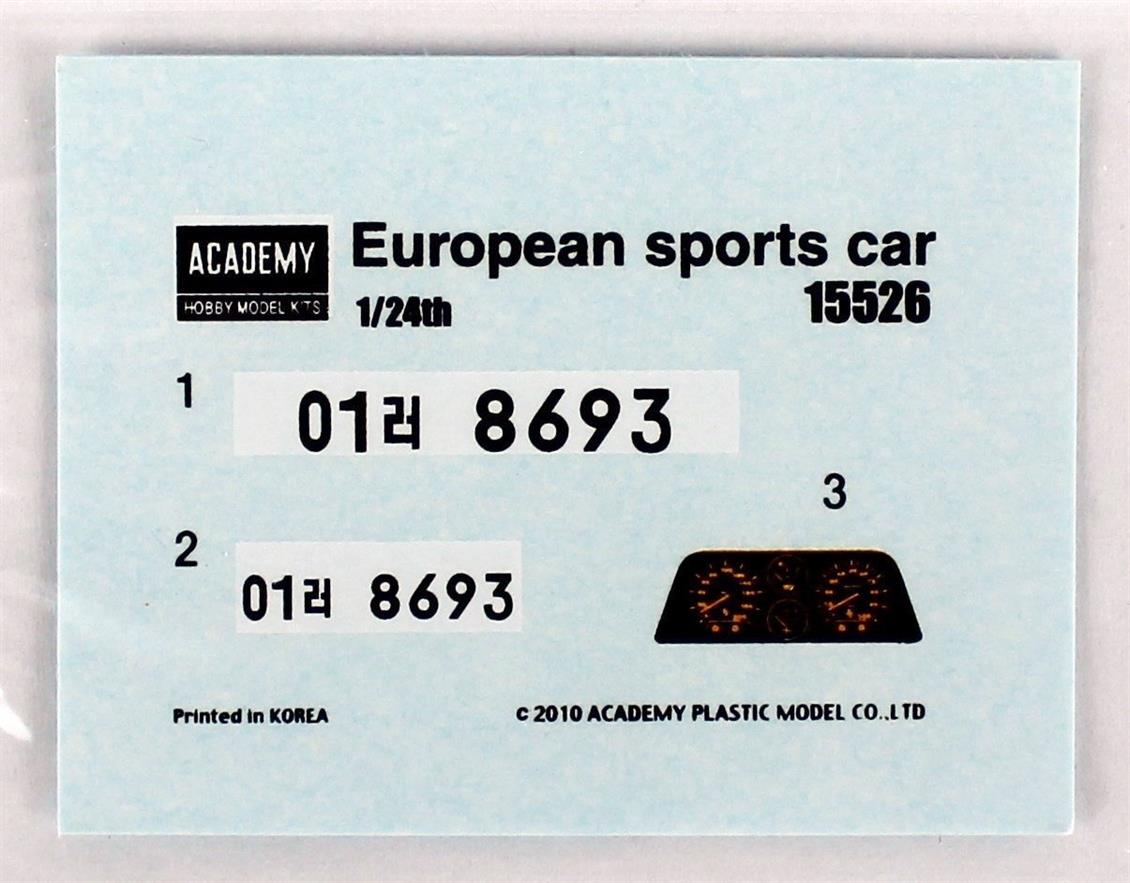 ACADEMY
HOBBY MODEL KITS
European sports car
1/24th
15526
1
01러 8693
3
2
01러 8693
Printed in KOREA
© 2010 ACADEMY PLASTIC MODEL CO.,LTD